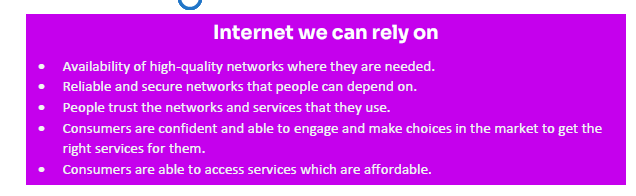 Internet we can rely on
• Availability of high-quality networks where they are needed.
• Reliable and secure networks that people can depend on.
• People trust the networks and services that they use.
• Consumers are confident and able to engage and make choices in the market to get the
right services for them.
• Consumers are able to access services which are affordable.